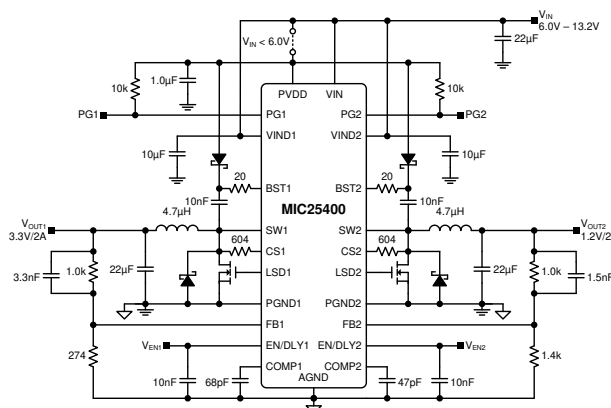 VIN
6.0V – 13.2V
VIN < 6.0V
22µF
1.0µF
10k
10k
PVDD VIN
PG1
PG1
PG2
PG2
VIND1
VIND2
10µF
10µF
20
BST1
BST2
20
10nF
10nF
MIC25400
VOUT1
3.3V/2A
4.7µH
SW1
SW2
4.7µH
VOUT2
1.2V/2
604
CS1
CS2
604
3.3nF
1.0k
22µF
LSD1
LSD2
22µF
1.0k
1.5nF
PGND1
PGND2
FB1
FB2
274
VEN1
EN/DLY1
EN/DLY2
VEN2
1.4k
10nF
68pF
COMP1
COMP2
47pF
10nF
AGND